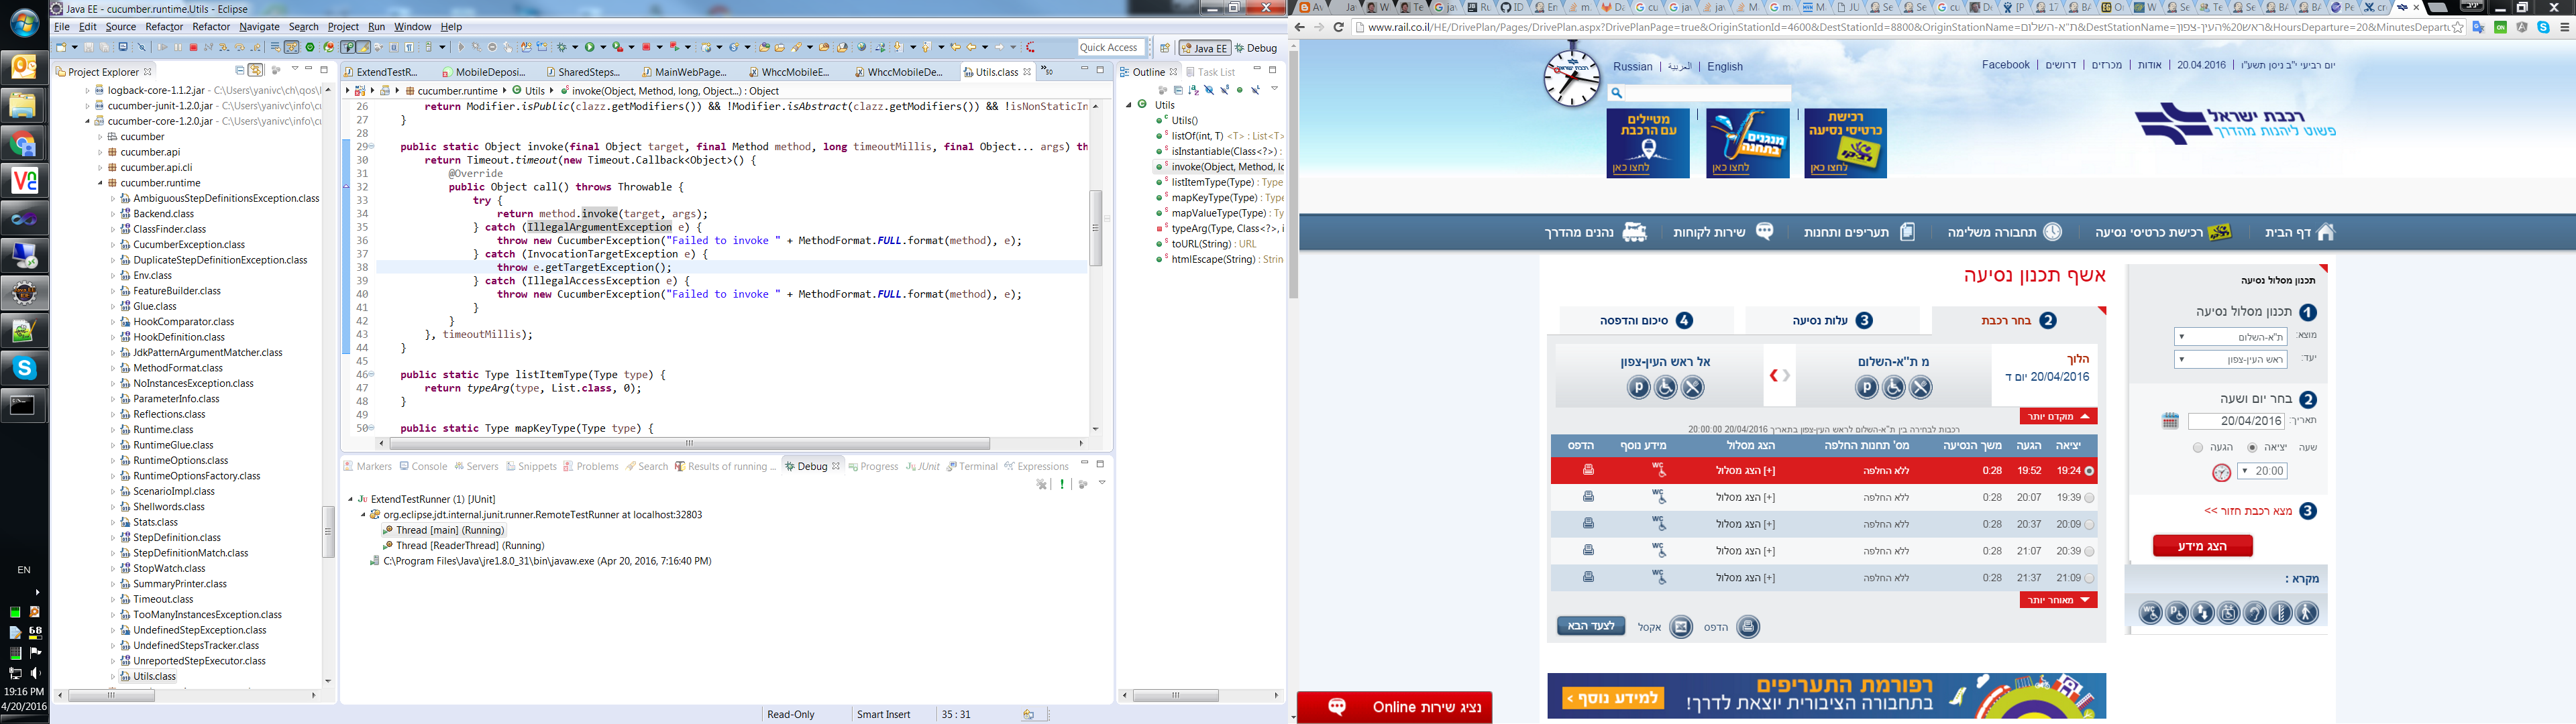 Java EE - cucumber.runtime.Utils - Eclipse
File Edit Source Refactor Refactor Navigate Search Project Run Window Help
Quick Access
Java EE
Debug
Project Explorer
logback-core-1.1.2.jar - C:\Users\yanivc\ch\qos\l
cucumber-junit-1.2.0.jar - C:\Users\yanivc\info\c
cucumber-core-1.2.0.jar - C:\Users\yanivc\info\cu
cucumber
cucumber.api
cucumber.api.cli
cucumber.runtime
AmbiguousStepDefinitionsException.class
Backend.class
ClassFinder.class
CucumberException.class
DuplicateStepDefinitionException.class
Env.class
FeatureBuilder.class
Glue.class
HookComparator.class
HookDefinition.class
JdkPatternArgumentMatcher.class
MethodFormat.class
NoInstancesException.class
ParameterInfo.class
Reflections.class
Runtime.class
RuntimeGlue.class
RuntimeOptions.class
RuntimeOptionsFactory.class
ScenarioImpl.class
Shellwords.class
Stats.class
StepDefinition.class
StepDefinitionMatch.class
StopWatch.class
SummaryPrinter.class
Timeout.class
TooManyInstancesException.class
UndefinedStepException.class
UndefinedStepsTracker.class
UnreportedStepExecutor.class
Utils.class
EN
68
19:16 PM
4/20/2016
ExtendTestR... MobileDeposi... SharedSteps... MainWebPage... WhccMobileE... WhccMobileDe... Utils.class
cucumber.runtime Utils invoke(Object, Method, long, Object...) : Object
26 return Modifier.isPublic(clazz.getModifiers()) && !Modifier.isAbstract(clazz.getModifiers()) && !isNonStaticIn
27 }
28
29 public static Object invoke(final Object target, final Method method, long timeoutMillis, final Object... args) th
30 return Timeout.timeout(new Timeout.Callback<Object>() {
31 @Override
32 public Object call() throws Throwable {
33 try {
34 return method.invoke(target, args);
35 } catch (IllegalArgumentException e) {
36 throw new CucumberException("Failed to invoke " + MethodFormat.FULL.format(method), e);
37 } catch (InvocationTargetException e) {
38 throw e.getTargetException();
39 } catch (IllegalAccessException e) {
40 throw new CucumberException("Failed to invoke " + MethodFormat.FULL.format(method), e);
41 }
42 }
43 }, timeoutMillis);
44 }
45
46 public static Type listItemType(Type type) {
47 return typeArg(type, List.class, 0);
48 }
49
50 public static Type mapKeyType(Type type) {
Markers Console Servers Snippets Problems Search Results of running ... Debug Progress JUnit Terminal Expressions
ExtendTestRunner (1) [JUnit]
org.eclipse.jdt.internal.junit.runner.RemoteTestRunner at localhost:32803
Thread [main] (Running)
Thread [ReaderThread] (Running)
C:\Program Files\Java\jre1.8.0_31\bin\javaw.exe (Apr 20, 2016, 7:16:40 PM)
Read-Only Smart Insert 35 : 31
Outline Task List
Utils
Utils()
listOf(int, T) <T> : List<T>
isInstantiable(Class<?>) :
invoke(Object, Method, lo
listItemType(Type) : Type
mapKeyType(Type) : Type
mapValueType(Type) : Ty
typeArg(Type, Class<?>, i
toURL(String) : URL
htmlEscape(String) : Strin
www.rail.co.il/HE/DrivePlan/Pages/DrivePlan.aspx?DrivePlanPage=true&OriginStationId=4600&DestStationId=8800&OriginStationName=ת"א-השלום&DestStationName=ראש%20העין-צפון&HoursDeparture=20&MinutesDepartu
Russian | العربية | English
יום רביעי י"ב ניסן תשע"ו | 20.04.2016 | אודות | מכרזים | דרושים | Facebook
רכבת ישראל
רכבת ישראל
פשוט ליהנות מהדרך
מטיילים
עם הרכבת
לחצו כאן
מנגנים
בתחנה
לחצו כאן
רכישת
כרטיסי נסיעה
לחצו כאן
דף הבית
רכישת כרטיסי נסיעה
תחבורה משלימה
תעריפים ותחנות
שירות לקוחות
נהנים מהדרך
אשף תכנון נסיעה
2 בחר רכבת
3 עלות נסיעה
4 סיכום והדפסה
הלוך
20/04/2016 יום ד
מ ת"א-השלום
אל ראש העין-צפון
מוקדם יותר
רכבות לבחירה בין ת"א-השלום לראש העין-צפון בתאריך 20/04/2016 20:00:00
יציאה הגעה משך הנסיעה מס' תחנות החלפה הצג מסלול מידע נוסף הדפס
19:24 19:52 0:28 ללא החלפה [+] הצג מסלול
19:39 20:07 0:28 ללא החלפה [+] הצג מסלול
20:09 20:37 0:28 ללא החלפה [+] הצג מסלול
20:39 21:07 0:28 ללא החלפה [+] הצג מסלול
21:09 21:37 0:28 ללא החלפה [+] הצג מסלול
מאוחר יותר
הדפס
אקסל
לצעד הבא
תכנון מסלול נסיעה
1 תכנון מסלול נסיעה
מוצא: ת"א-השלום
יעד: ראש העין-צפון
2 בחר יום ושעה
תאריך: 20/04/2016
שעה יציאה הגעה
20:00
3 מצא רכבת חזור >>
הצג מידע
מקרא :
רפורמת התעריפים
בתחבורה הציבורית יוצאת לדרך!
למידע נוסף >
נציג שירות Online